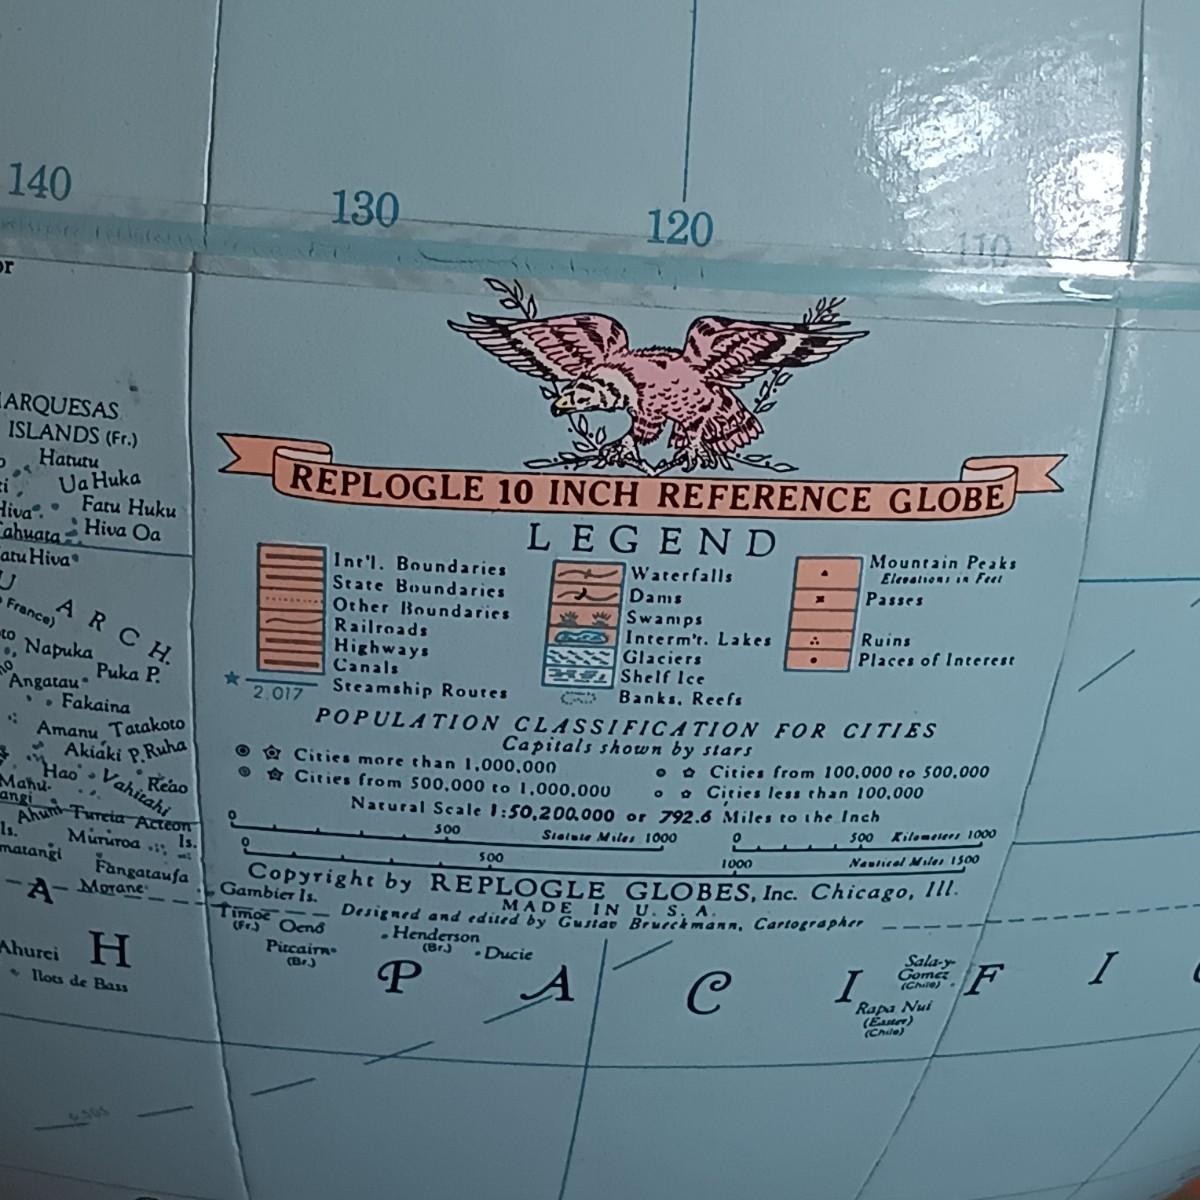 140
130
120
110
ARQUESAS
ISLANDS (Fr.)
Hatutu
Ua Huka
Fatu Huku
Hiva Oa
ahuata
atu Hiva
ARCH.
France)
Napuka
Puka P.
Angatau
Fakaina
Amanu Tatakoto
Akiaki P.Ruha
Hao Vahitahi Reao
Ahunu Tureia Acteon
Is.
Mururoa
matangi
Fangataufa
Morane
A
Ahurei
H
Ilots de Bass
REPLOGLE 10 INCH REFERENCE GLOBE
LEGEND
Int'l. Boundaries
State Boundaries
Other Boundaries
Railroads
Highways
Canals
2,017 Steamship Routes
Waterfalls
Dams
Swamps
Interm't. Lakes
Glaciers
Shelf Ice
Banks, Reefs
Mountain Peaks
Elevations in Feet
Passes
Ruins
Places of Interest
POPULATION CLASSIFICATION FOR CITIES
Capitals shown by stars
Cities more than 1,000,000
Cities from 500,000 to 1,000,000
Cities from 100,000 to 500,000
Cities less than 100,000
Natural Scale 1:50,200,000 or 792.6 Miles to the Inch
0 500 Statute Miles 1000
0 500 Kilometers 1000
0 500 1000 Nautical Miles 1500
Copyright by REPLOGLE GLOBES, Inc. Chicago, Ill.
MADE IN U.S.A.
Designed and edited by Gustav Brueckmann, Cartographer
Gambier Is.
Timoe
(Fr.)
Oeno
Pitcairn
(Br.)
Henderson
(Br.)
Ducie
PACIFI
Sala-y-
Gomez
(Chile)
Rapa Nui
(Easter)
(Chile)